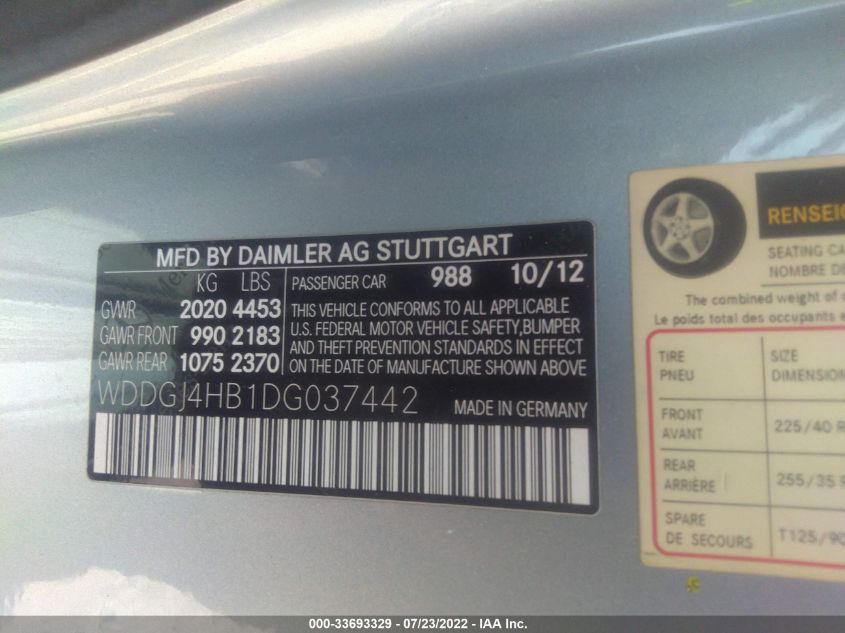 MFD BY DAIMLER AG STUTTGART
KG LBS
PASSENGER CAR 988 10/12
GVWR 2020 4453
GAWR FRONT 990 2183
GAWR REAR 1075 2370
THIS VEHICLE CONFORMS TO ALL APPLICABLE
U.S. FEDERAL MOTOR VEHICLE SAFETY,BUMPER
AND THEFT PREVENTION STANDARDS IN EFFECT
ON THE DATE OF MANUFACTURE SHOWN ABOVE.
WDDGJ4HB1DG037442
MADE IN GERMANY
RENSEIG
SEATING CA
NOMBRE DE
The combined weight of
Le poids total des occupants e
TIRE SIZE
PNEU DIMENSION
FRONT
AVANT 225/40 R
REAR
ARRIÈRE 255/35 R
SPARE
DE SECOURS T125/90
000-33693329 - 07/23/2022 - IAA Inc.